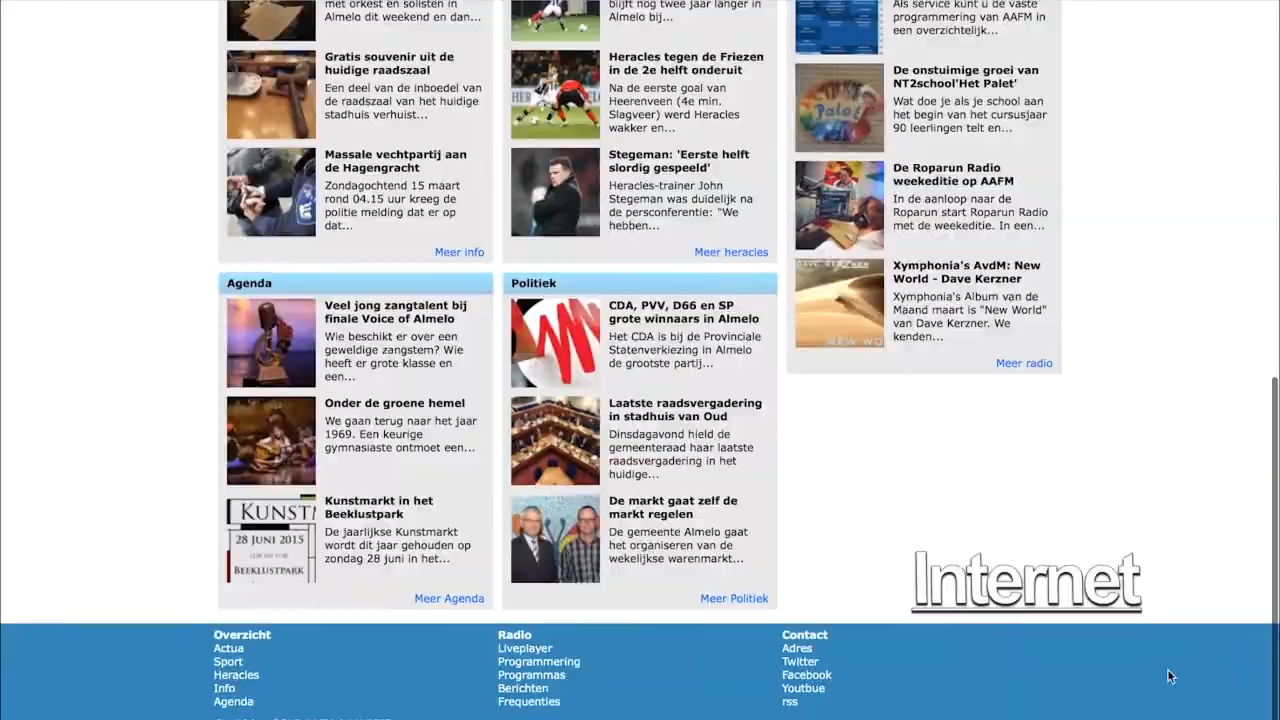 met orkest en solisten in
Almelo dit weekend en dan...
Gratis souvenir uit de
huidige raadszaal
Een deel van de inboedel van
de raadszaal van het huidige
stadhuis verhuist...
Massale vechtpartij aan
de Hagengracht
Zondagochtend 15 maart
rond 04.15 uur kreeg de
politie melding dat er op
dat...
Meer info
blijft nog twee jaar langer in
Almelo bij...
Heracles tegen de Friezen
in de 2e helft onderuit
Na de eerste goal van
Heerenveen (4e min.
Slagveer) werd Heracles
wakker en...
Stegeman: 'Eerste helft
slordig gespeeld'
Heracles-trainer John
Stegeman was duidelijk na
de persconferentie: "We
hebben...
Meer heracles
Als service kunt u de vaste
programmering van AAFM in
een overzichtelijk...
De onstuimige groei van
NT2school'Het Palet'
Wat doe je als je school aan
het begin van het cursusjaar
90 leerlingen telt en...
Palet
De Roparun Radio
weekeditie op AAFM
In de aanloop naar de
Roparun start Roparun Radio
met de weekeditie. In een...
DAVE KERZNER
NEW WO
Xymphonia's AvdM: New
World - Dave Kerzner
Xymphonia's Album van de
Maand maart is "New World"
van Dave Kerzner. We
kenden...
Meer radio
Agenda
Veel jong zangtalent bij
finale Voice of Almelo
Wie beschikt er over een
geweldige zangstem? Wie
heeft er grote klasse en
een...
Onder de groene hemel
We gaan terug naar het jaar
1969. Een keurige
gymnasiaste ontmoet een...
KUNSTM
28 JUNI 2015
BEEKLUSTPARK
Kunstmarkt in het
Beeklustpark
De jaarlijkse Kunstmarkt
wordt dit jaar gehouden op
zondag 28 juni in het...
Meer Agenda
Politiek
CDA, PVV, D66 en SP
grote winnaars in Almelo
Het CDA is bij de Provinciale
Statenverkiezing in Almelo
de grootste partij...
Laatste raadsvergadering
in stadhuis van Oud
Dinsdagavond hield de
gemeenteraad haar laatste
raadsvergadering in het
huidige...
De markt gaat zelf de
markt regelen
De gemeente Almelo gaat
het organiseren van de
wekelijkse warenmarkt...
Meer Politiek
Internet
Overzicht
Actua
Sport
Heracles
Info
Agenda
Radio
Liveplayer
Programmering
Programmas
Berichten
Frequenties
Contact
Adres
Twitter
Facebook
Youtbue
rss